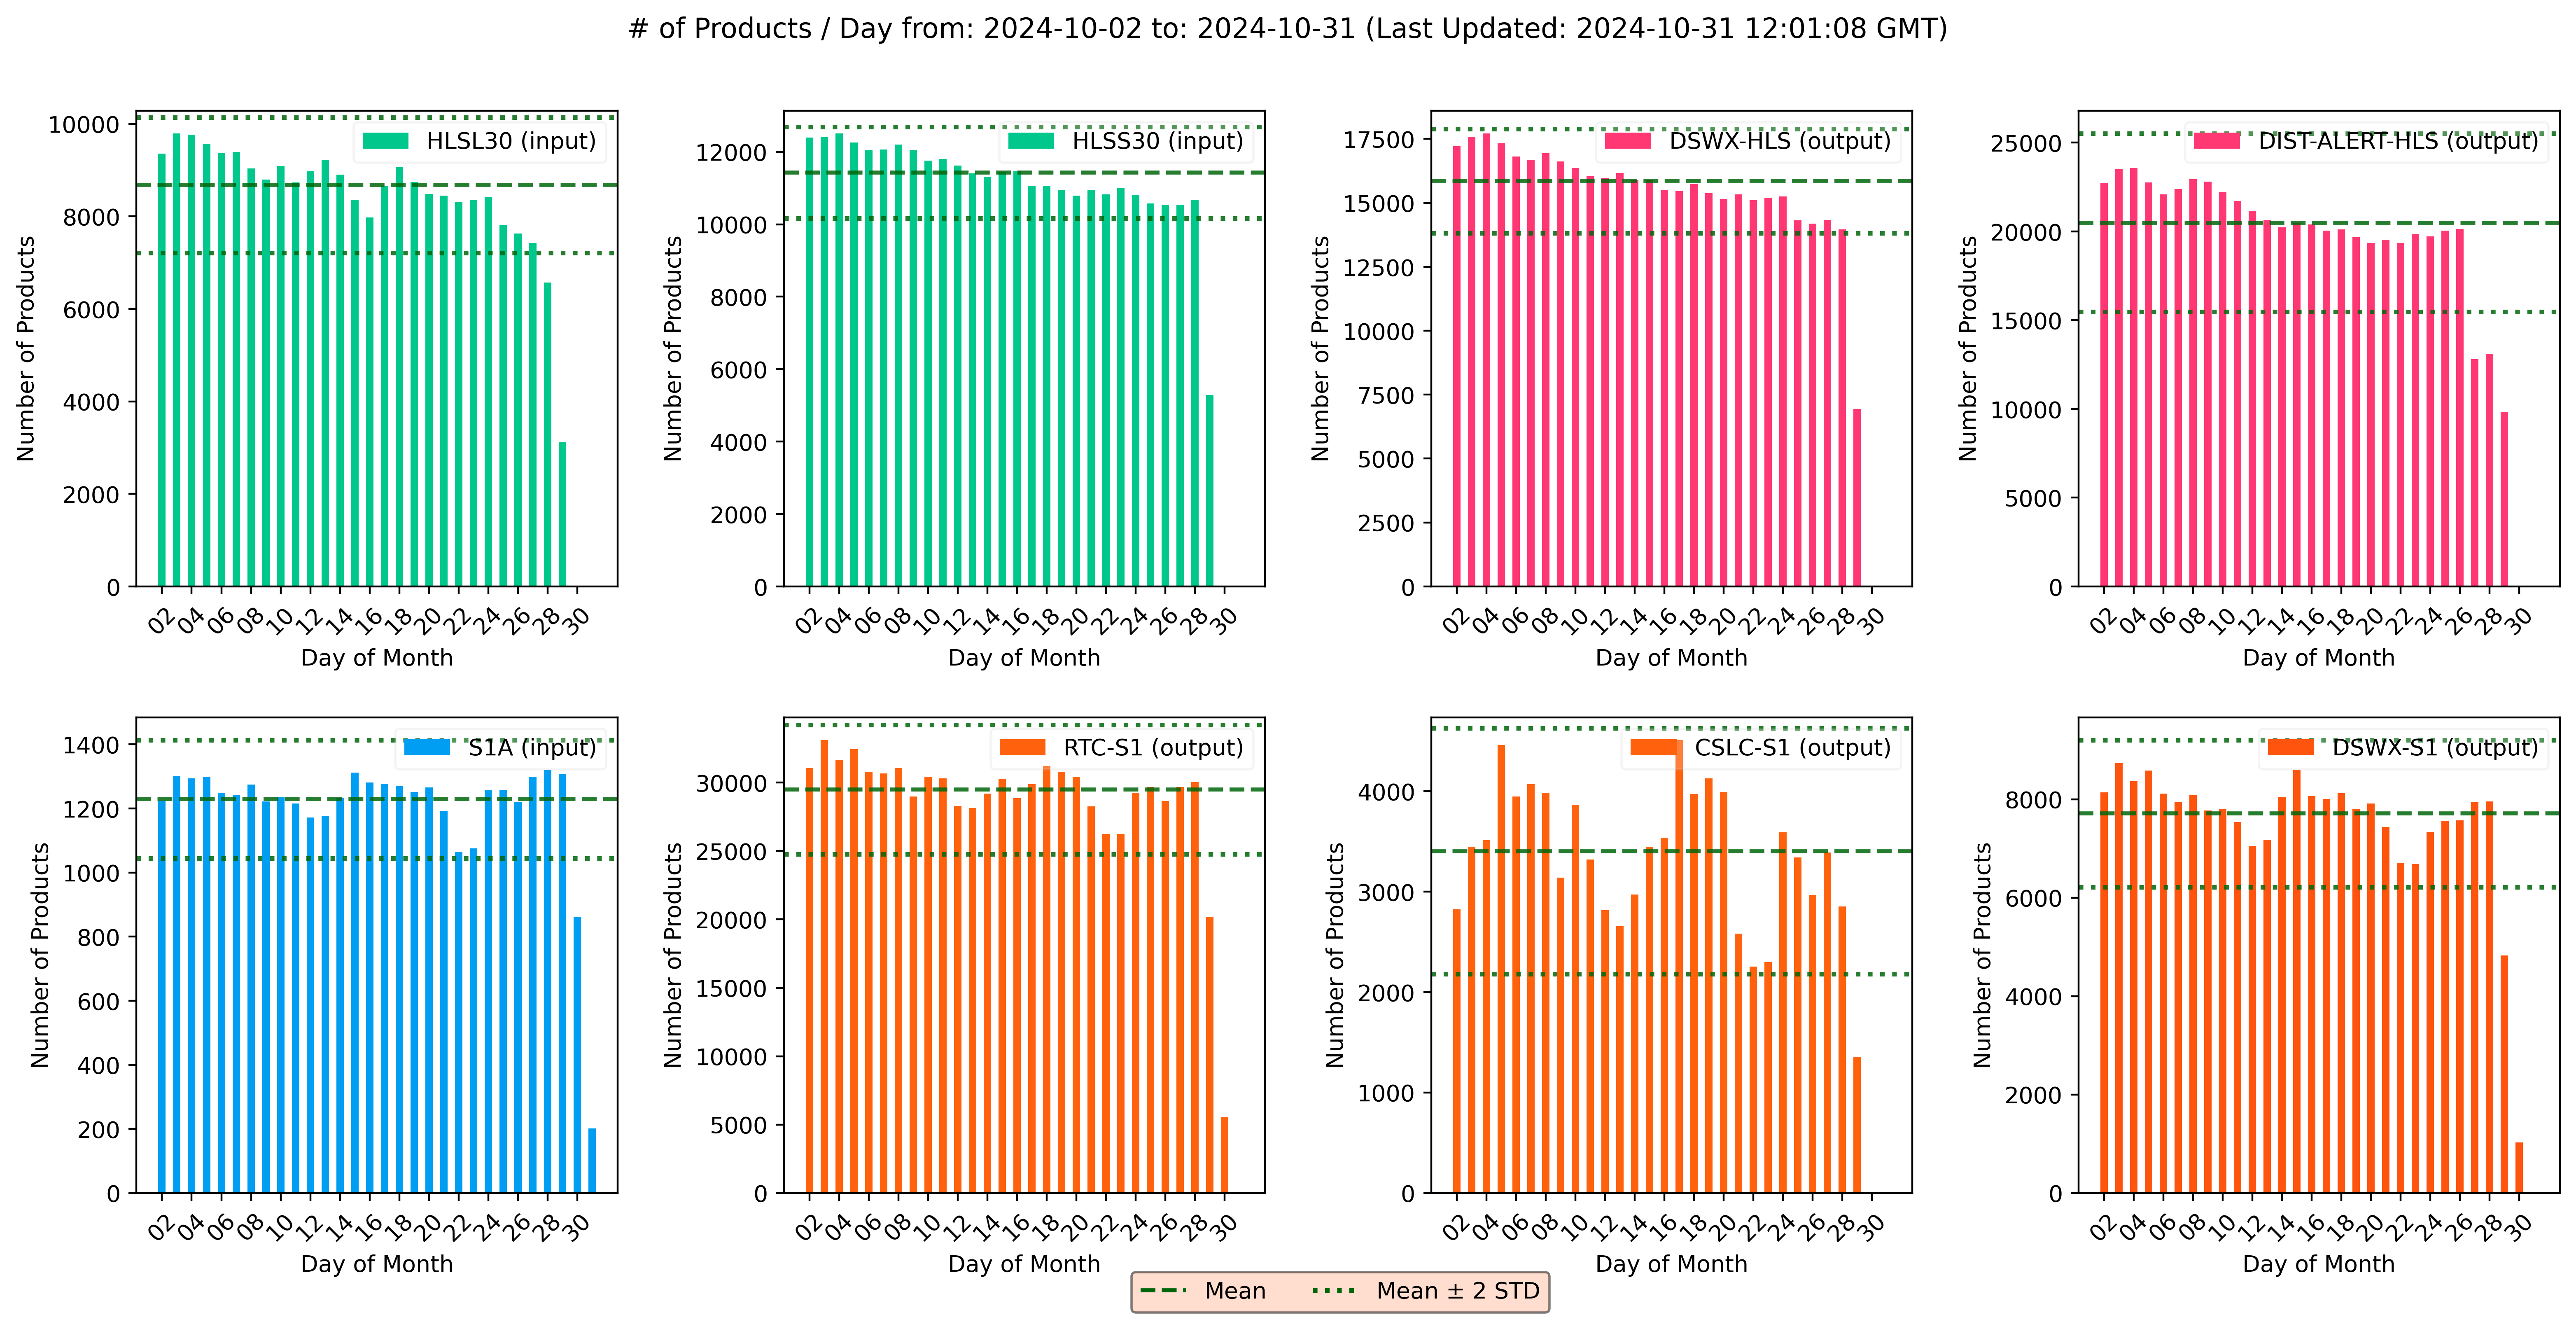 # of Products / Day from: 2024-10-02 to: 2024-10-31 (Last Updated: 2024-10-31 12:01:08 GMT)
HLSL30 (input)
Number of Products
10000
8000
6000
4000
2000
0
02 04 06 08 10 12 14 16 18 20 22 24 26 28 30
Day of Month
HLSS30 (input)
Number of Products
12000
10000
8000
6000
4000
2000
0
02 04 06 08 10 12 14 16 18 20 22 24 26 28 30
Day of Month
DSWX-HLS (output)
Number of Products
17500
15000
12500
10000
7500
5000
2500
0
02 04 06 08 10 12 14 16 18 20 22 24 26 28 30
Day of Month
DIST-ALERT-HLS (output)
Number of Products
25000
20000
15000
10000
5000
0
02 04 06 08 10 12 14 16 18 20 22 24 26 28 30
Day of Month
S1A (input)
Number of Products
1400
1200
1000
800
600
400
200
0
02 04 06 08 10 12 14 16 18 20 22 24 26 28 30
Day of Month
RTC-S1 (output)
Number of Products
30000
25000
20000
15000
10000
5000
0
02 04 06 08 10 12 14 16 18 20 22 24 26 28 30
Day of Month
CSLC-S1 (output)
Number of Products
4000
3000
2000
1000
0
02 04 06 08 10 12 14 16 18 20 22 24 26 28 30
Day of Month
DSWX-S1 (output)
Number of Products
8000
6000
4000
2000
0
02 04 06 08 10 12 14 16 18 20 22 24 26 28 30
Day of Month
Mean Mean ± 2 STD